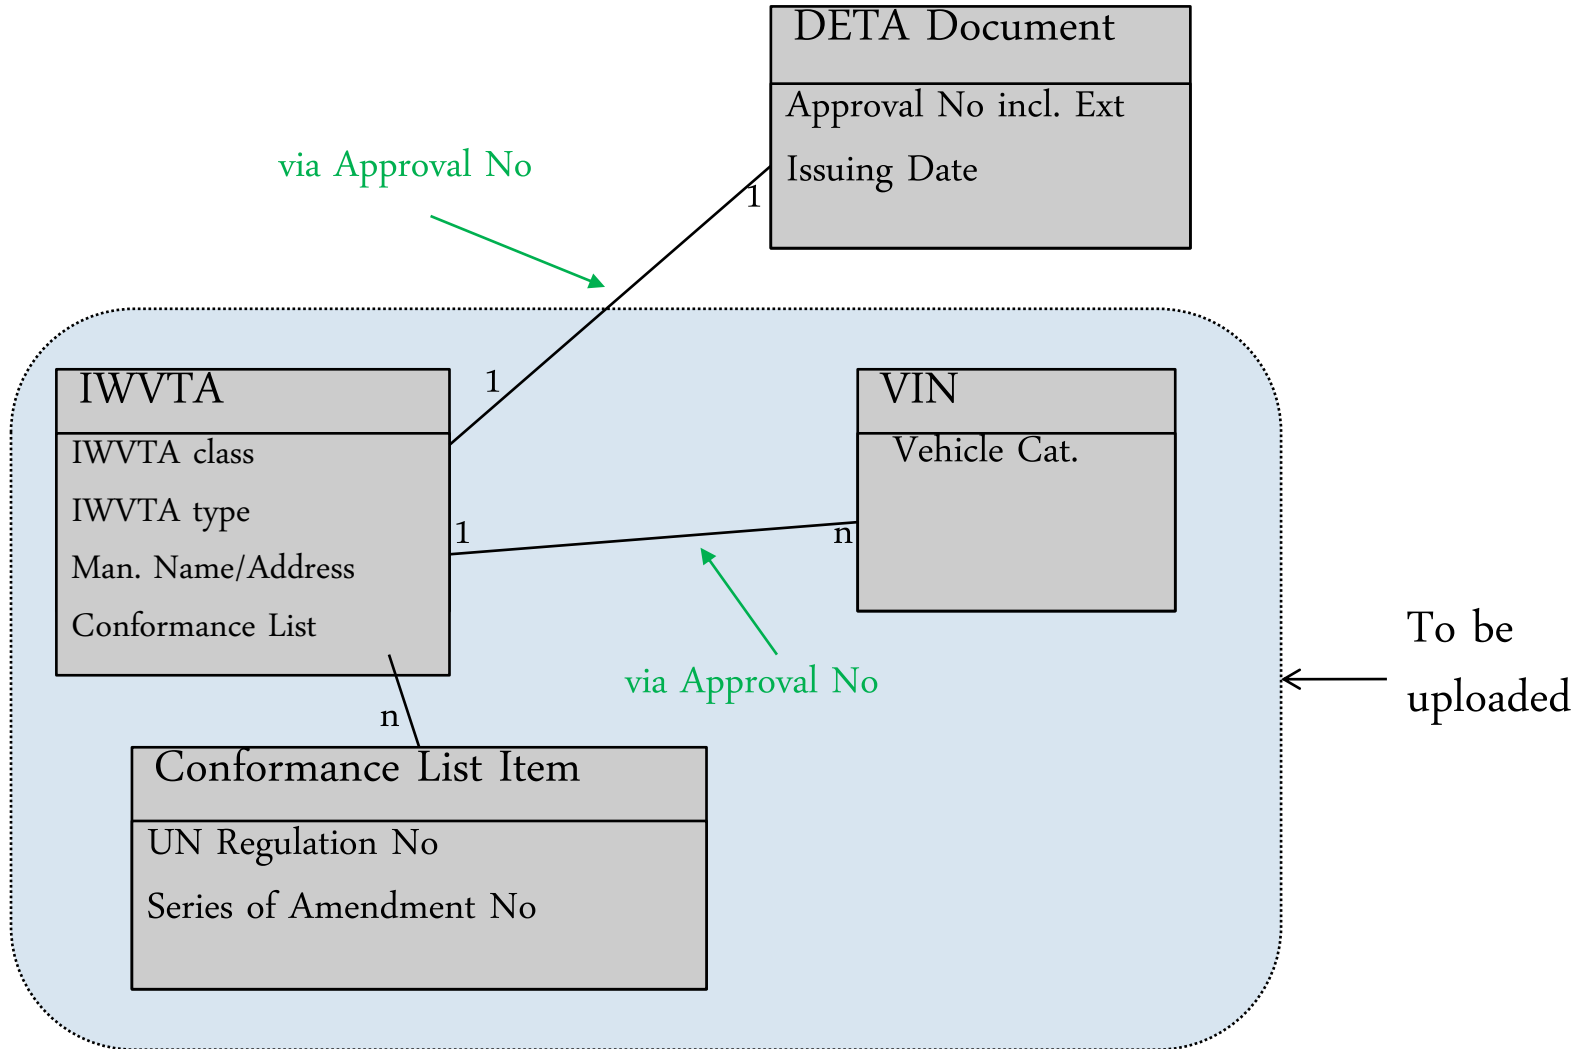 DETA Document
Approval No incl. Ext
Issuing Date
via Approval No
1
1
IWVTA
IWVTA class
IWVTA type
Man. Name/Address
Conformance List
VIN
Vehicle Cat.
1
n
via Approval No
To be
uploaded
n
Conformance List Item
UN Regulation No
Series of Amendment No